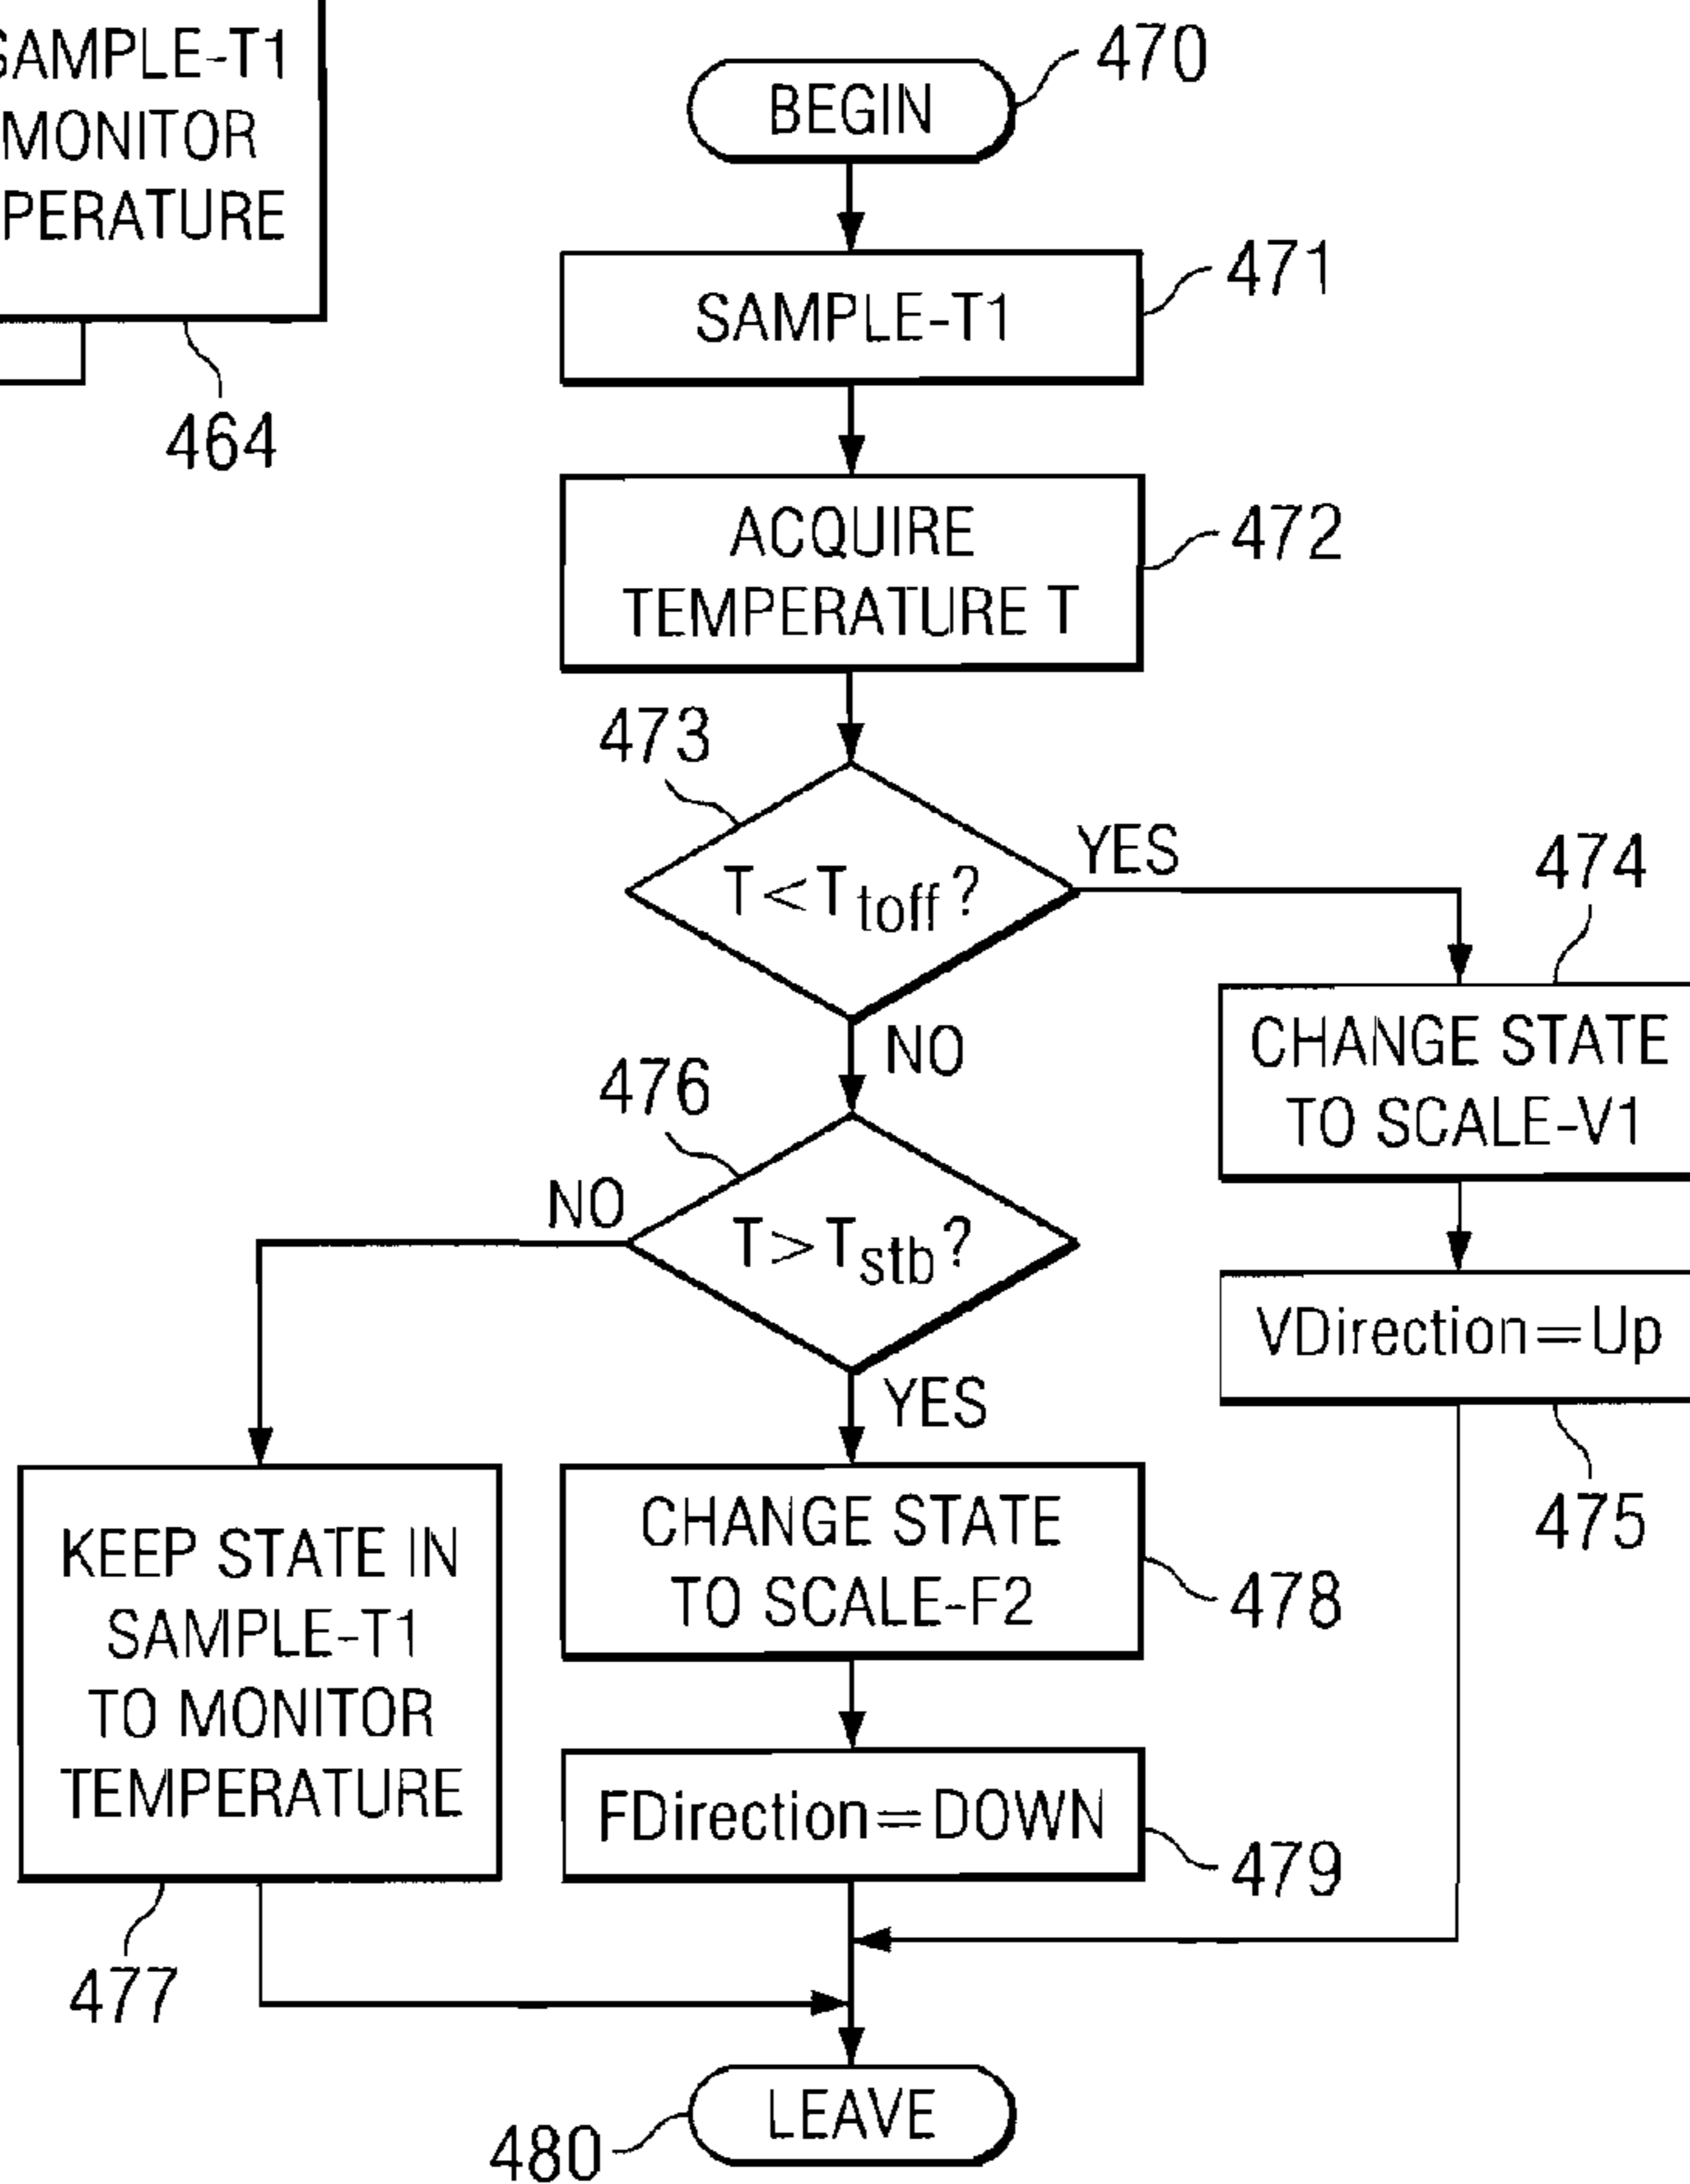 SAMPLE-T1
MONITOR
PERATURE
464
BEGIN
470
SAMPLE-T1
471
ACQUIRE
TEMPERATURE T
472
473
T<Ttoff?
YES
NO
474
CHANGE STATE
TO SCALE-V1
VDirection=Up
475
476
T>Tstb?
NO
YES
KEEP STATE IN
SAMPLE-T1
TO MONITOR
TEMPERATURE
477
CHANGE STATE
TO SCALE-F2
478
FDirection=DOWN
479
LEAVE
480